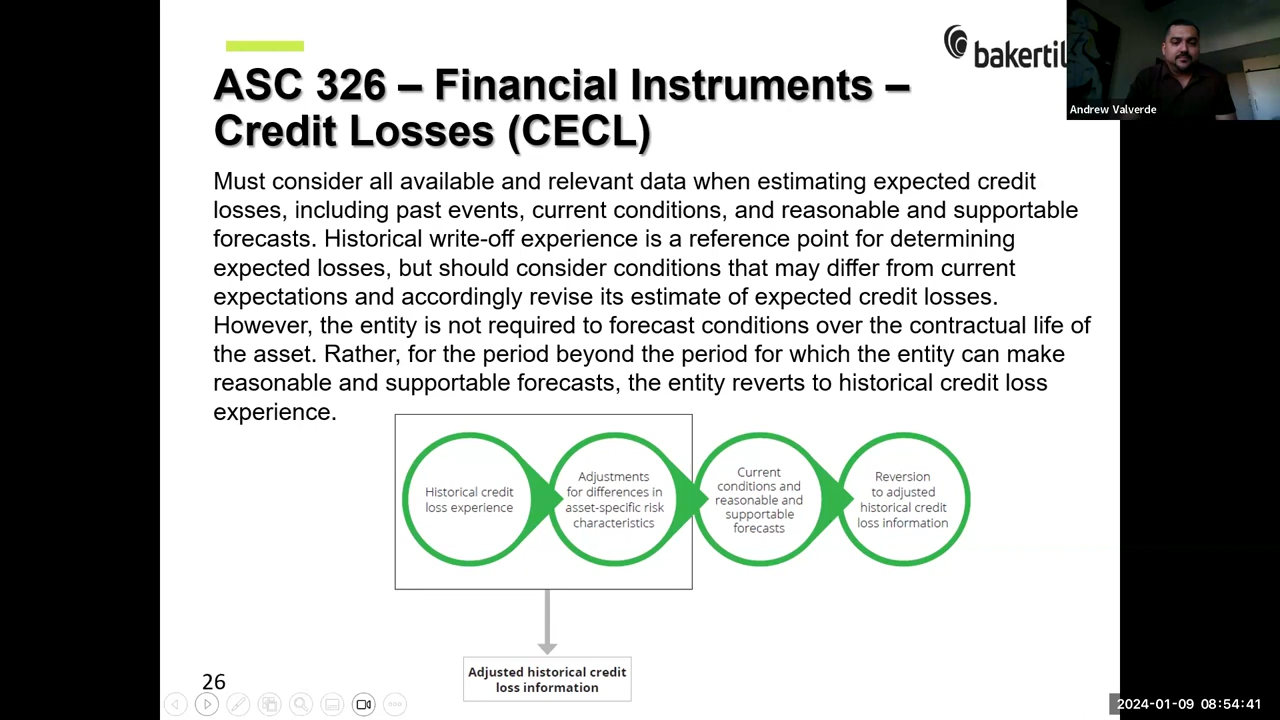 bakertil
Andrew Valverde
ASC 326 – Financial Instruments –
Credit Losses (CECL)
Must consider all available and relevant data when estimating expected credit
losses, including past events, current conditions, and reasonable and supportable
forecasts. Historical write-off experience is a reference point for determining
expected losses, but should consider conditions that may differ from current
expectations and accordingly revise its estimate of expected credit losses.
However, the entity is not required to forecast conditions over the contractual life of
the asset. Rather, for the period beyond the period for which the entity can make
reasonable and supportable forecasts, the entity reverts to historical credit loss
experience.
Historical credit
loss experience
Adjustments
for differences in
asset-specific risk
characteristics
Current
conditions and
reasonable and
supportable
forecasts
Reversion
to adjusted
historical credit
loss information
Adjusted historical credit
loss information
26
2024-01-09 08:54:41